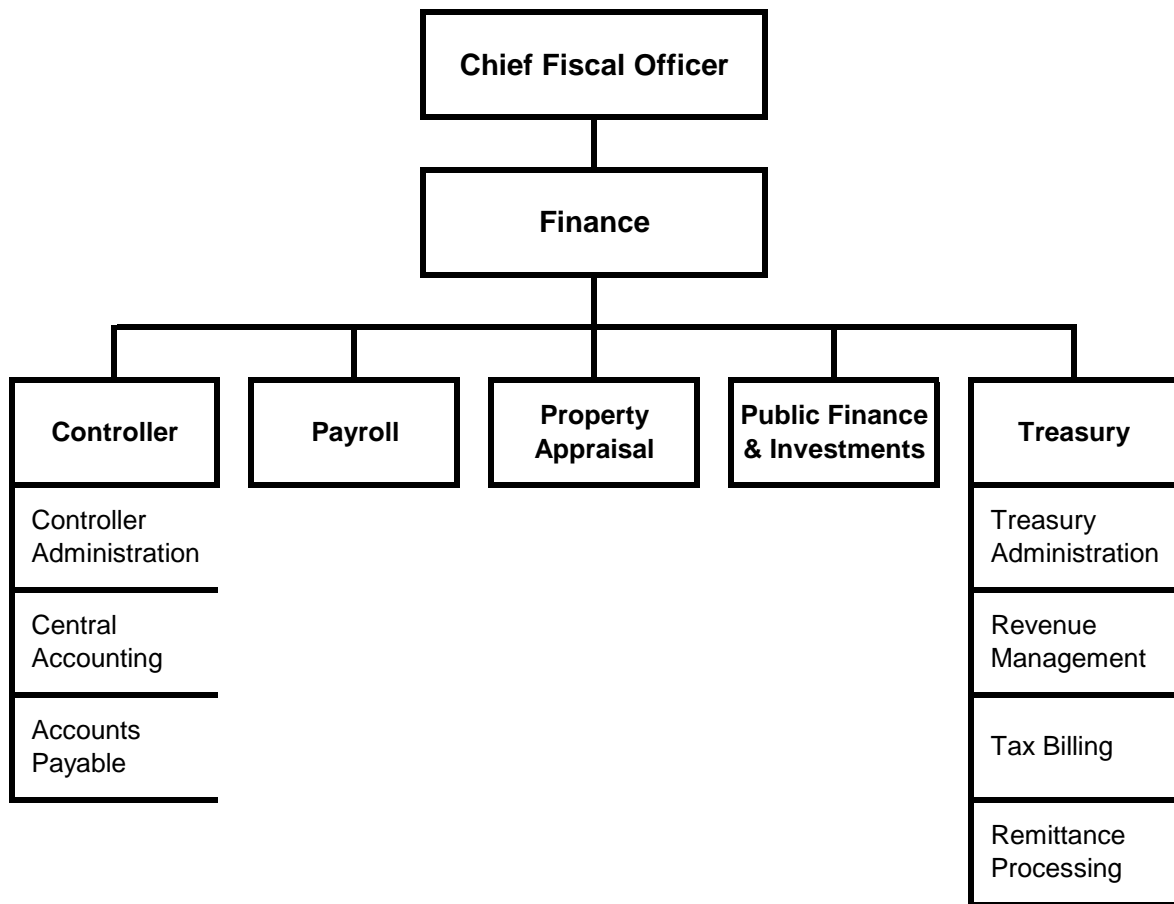 Chief Fiscal Officer
Finance
Controller
Payroll
Property
Appraisal
Public Finance
& Investments
Treasury
Controller
Administration
Central
Accounting
Accounts
Payable
Treasury
Administration
Revenue
Management
Tax Billing
Remittance
Processing